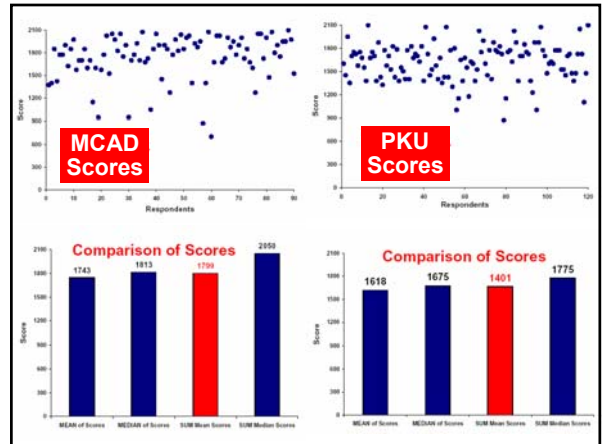 2100
1800
1500
1200
900
600
300
0
Score
0 10 20 30 40 50 60 70 80 90
Respondents
MCAD
Scores
2100
1800
1500
1200
900
600
300
0
Score
0 20 40 60 80 100 120
Respondents
PKU
Scores
Comparison of Scores
2100
1800
1500
1200
900
600
300
0
Score
1743
1813
1799
2050
MEAN of Scores MEDIAN of Scores SUM Mean Scores SUM Median Scores
Comparison of Scores
2100
1800
1500
1200
900
600
300
0
Score
1618
1675
1401
1775
MEAN of Scores MEDIAN of Scores SUM Mean Scores SUM Median Scores